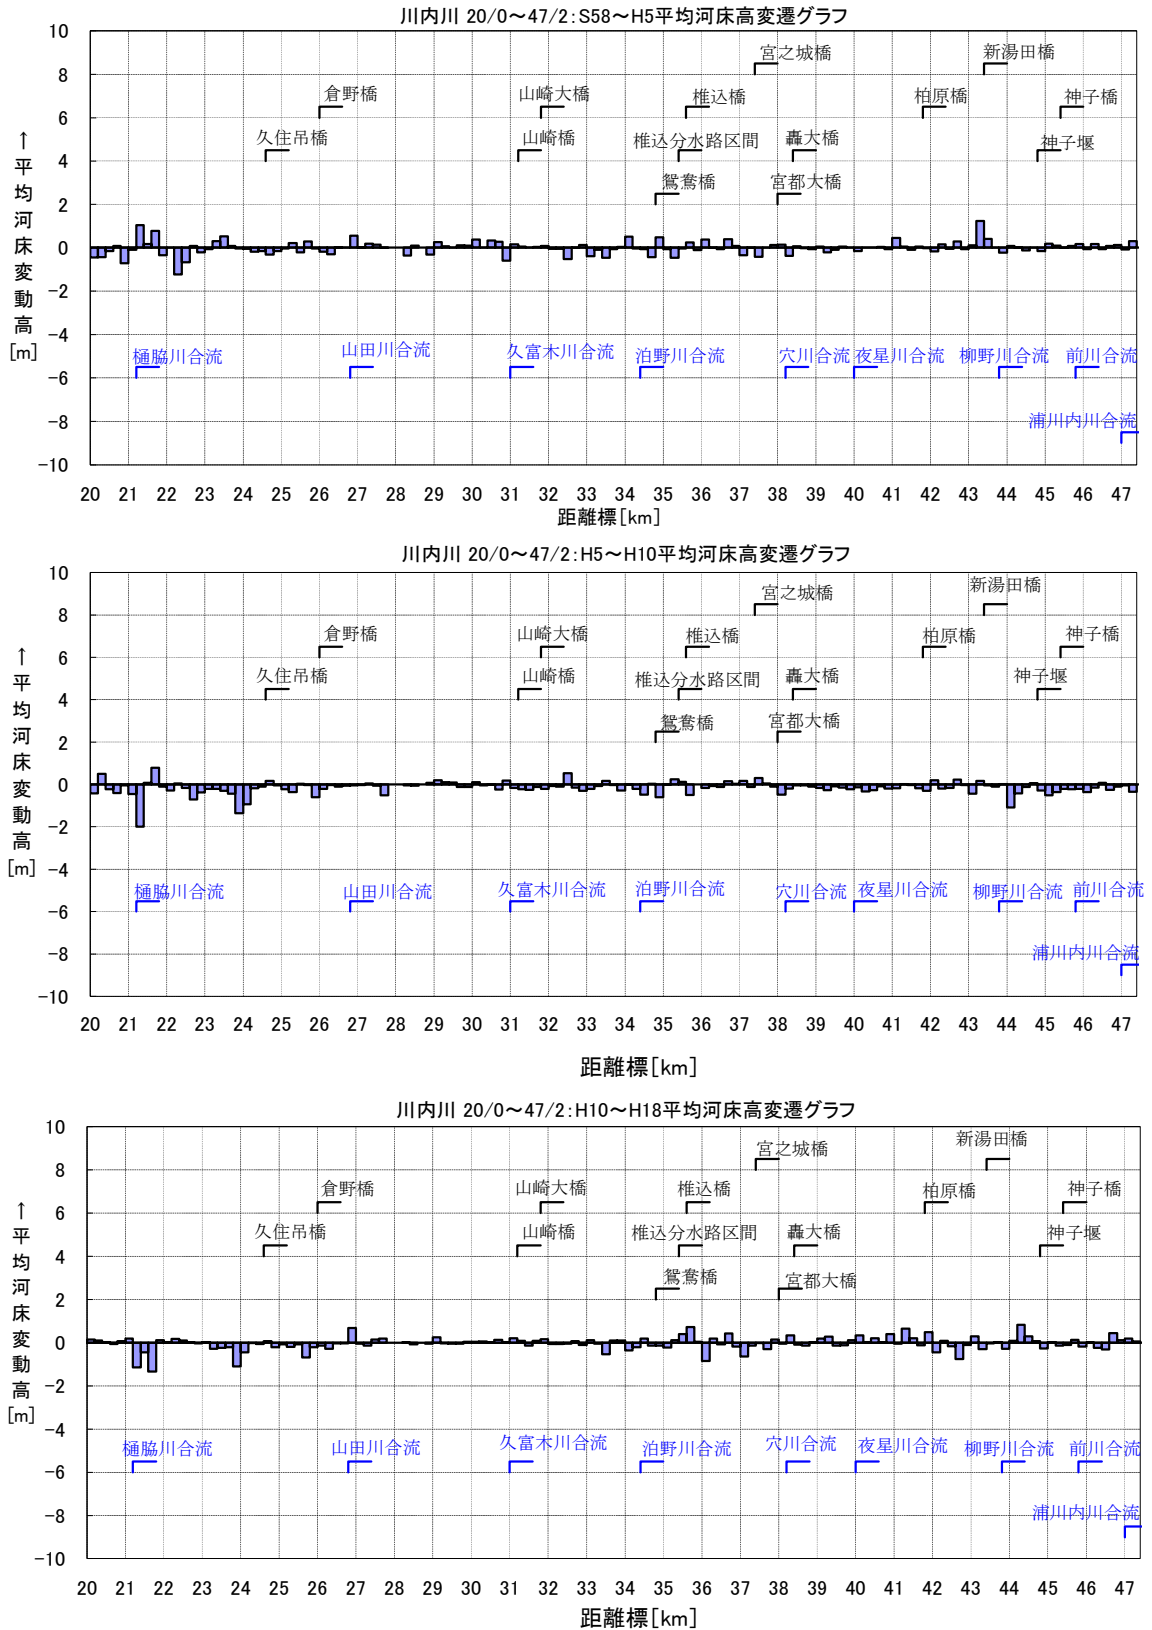 川内川 20/0～47/2：S58～H5平均河床高変遷グラフ
10
8
6
4
2
0
-2
-4
-6
-8
-10
↑平均河床変動高[m]
宮之城橋
新湯田橋
倉野橋
山崎大橋
椎込橋
柏原橋
神子橋
久住吊橋
山崎橋
椎込分水路区間
轟大橋
神子堰
鴛鴦橋
宮都大橋
樋脇川合流
山田川合流
久富木川合流
泊野川合流
穴川合流
夜星川合流
柳野川合流
前川合流
浦川内川合流
20 21 22 23 24 25 26 27 28 29 30 31 32 33 34 35 36 37 38 39 40 41 42 43 44 45 46 47
距離標[km]
川内川 20/0～47/2：H5～H10平均河床高変遷グラフ
10
8
6
4
2
0
-2
-4
-6
-8
-10
↑平均河床変動高[m]
宮之城橋
新湯田橋
倉野橋
山崎大橋
椎込橋
柏原橋
神子橋
久住吊橋
山崎橋
椎込分水路区間
轟大橋
神子堰
鴛鴦橋
宮都大橋
樋脇川合流
山田川合流
久富木川合流
泊野川合流
穴川合流
夜星川合流
柳野川合流
前川合流
浦川内川合流
20 21 22 23 24 25 26 27 28 29 30 31 32 33 34 35 36 37 38 39 40 41 42 43 44 45 46 47
距離標[km]
川内川 20/0～47/2：H10～H18平均河床高変遷グラフ
10
8
6
4
2
0
-2
-4
-6
-8
-10
↑平均河床変動高[m]
宮之城橋
新湯田橋
倉野橋
山崎大橋
椎込橋
柏原橋
神子橋
久住吊橋
山崎橋
椎込分水路区間
轟大橋
神子堰
鴛鴦橋
宮都大橋
樋脇川合流
山田川合流
久富木川合流
泊野川合流
穴川合流
夜星川合流
柳野川合流
前川合流
浦川内川合流
20 21 22 23 24 25 26 27 28 29 30 31 32 33 34 35 36 37 38 39 40 41 42 43 44 45 46 47
距離標[km]